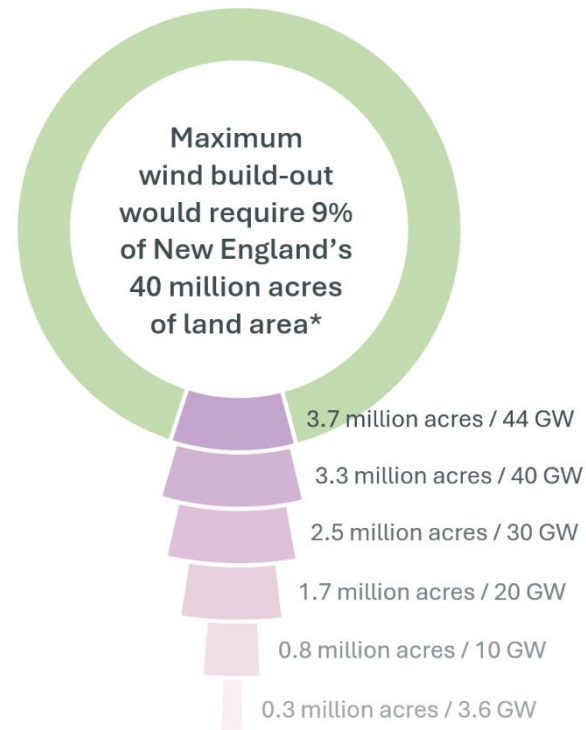 Maximum
wind build-out
would require 9%
of New England’s
40 million acres
of land area*
3.7 million acres / 44 GW
3.3 million acres / 40 GW
2.5 million acres / 30 GW
1.7 million acres / 20 GW
0.8 million acres / 10 GW
0.3 million acres / 3.6 GW